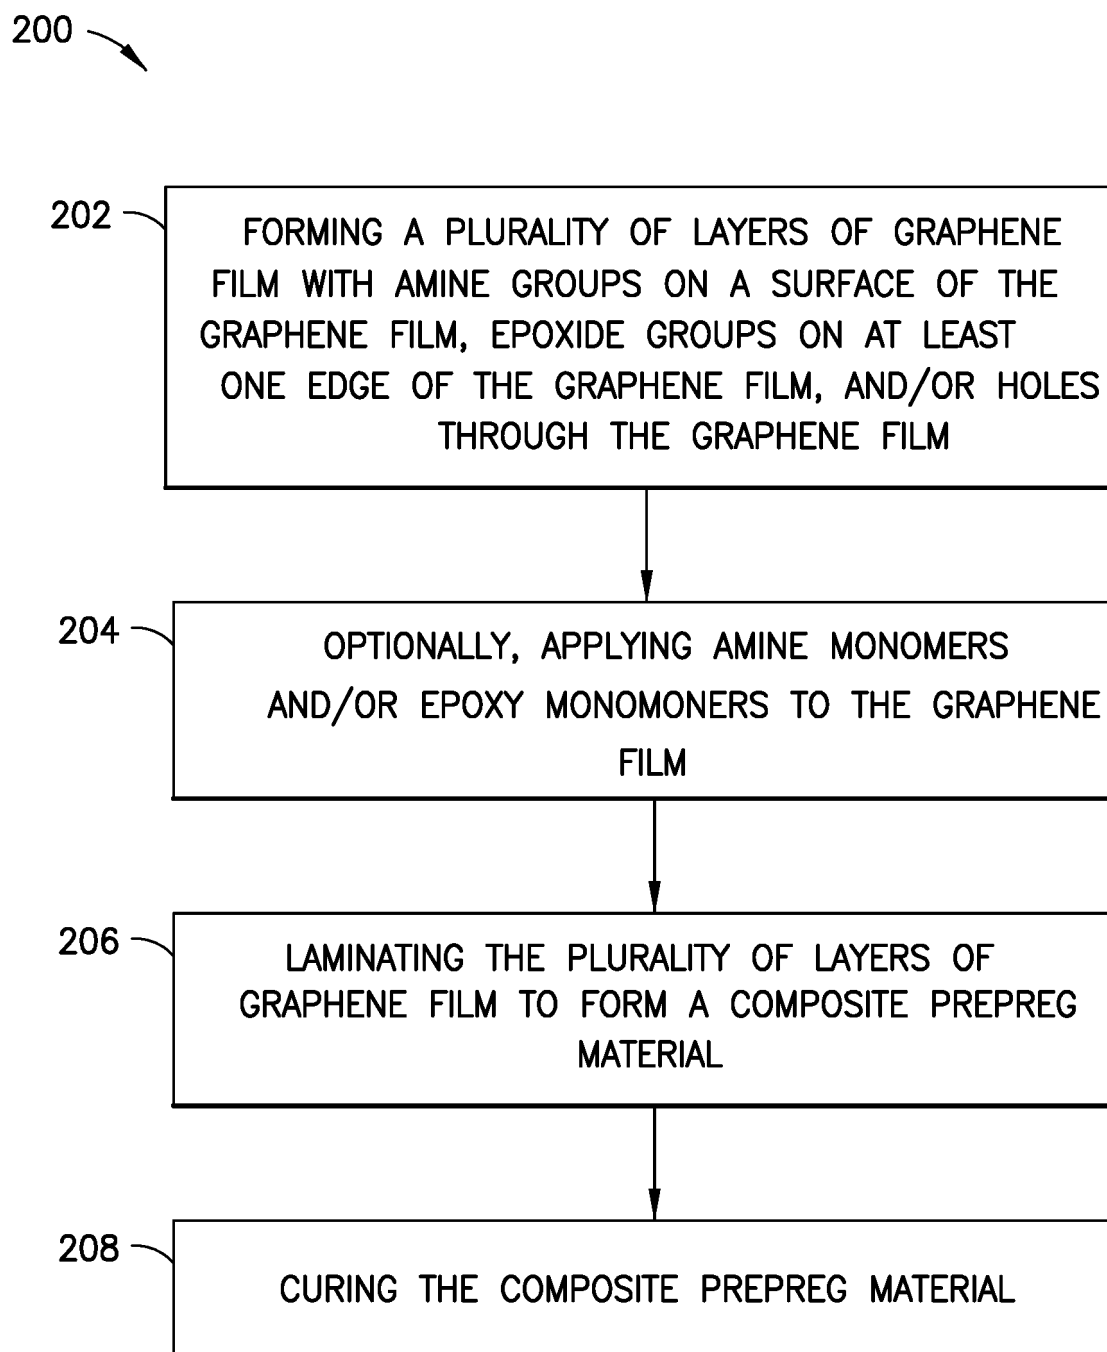 200
202
FORMING A PLURALITY OF LAYERS OF GRAPHENE
FILM WITH AMINE GROUPS ON A SURFACE OF THE
GRAPHENE FILM, EPOXIDE GROUPS ON AT LEAST
ONE EDGE OF THE GRAPHENE FILM, AND/OR HOLES
THROUGH THE GRAPHENE FILM
204
OPTIONALLY, APPLYING AMINE MONOMERS
AND/OR EPOXY MONOMONERS TO THE GRAPHENE
FILM
206
LAMINATING THE PLURALITY OF LAYERS OF
GRAPHENE FILM TO FORM A COMPOSITE PREPREG
MATERIAL
208
CURING THE COMPOSITE PREPREG MATERIAL